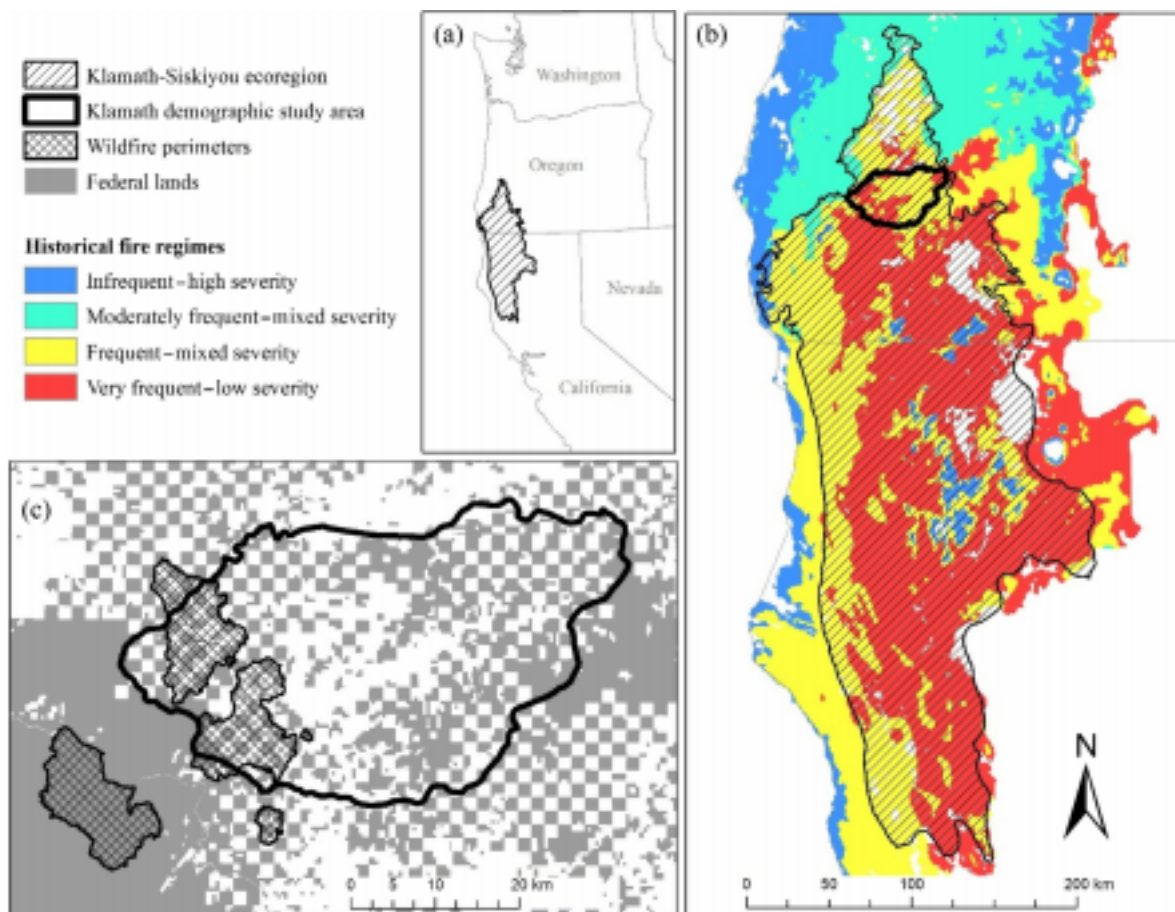 Klamath-Siskiyou ecoregion
Klamath demographic study area
Wildfire perimeters
Federal lands
Historical fire regimes
Infrequent–high severity
Moderately frequent–mixed severity
Frequent–mixed severity
Very frequent–low severity
(a)
Washington
Oregon
Nevada
California
(b)
N
0 50 100 200 km
(c)
0 5 10 20 km